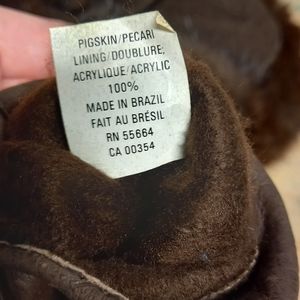 PIGSKIN/PECARI
LINING/DOUBLURE;
ACRYLIQUE/ACRYLIC
100%
MADE IN BRAZIL
FAIT AU BRÉSIL
RN 55664
CA 00354